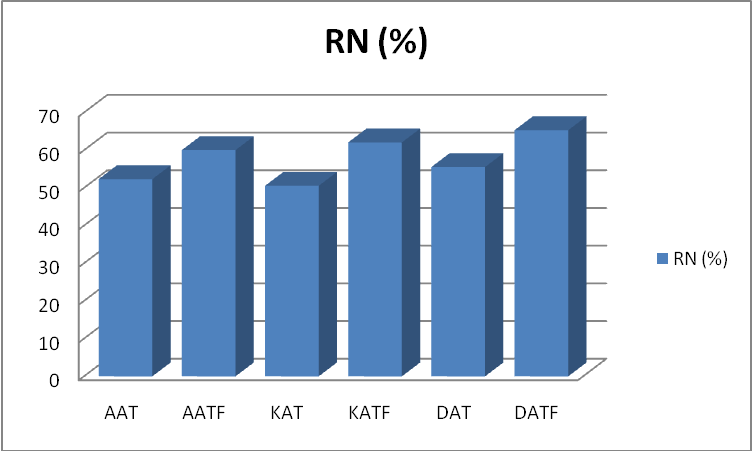 RN (%)
70
60
50
40
30
20
10
0
AAT AATF KAT KATF DAT DATF
RN (%)